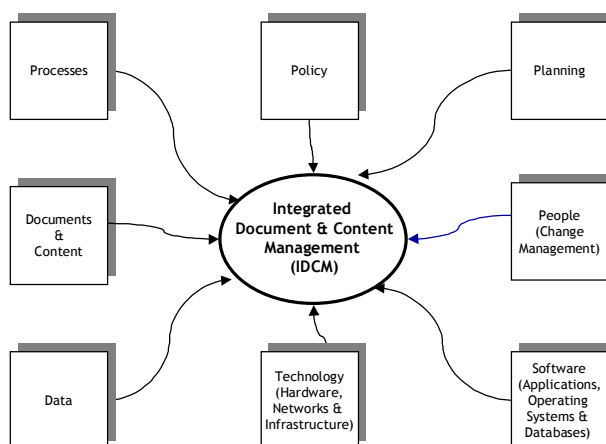 Processes
Policy
Planning
Integrated
Document & Content
Management
(IDCM)
Documents
&
Content
People
(Change
Management)
Data
Technology
(Hardware,
Networks &
Infrastructure)
Software
(Applications,
Operating
Systems &
Databases)